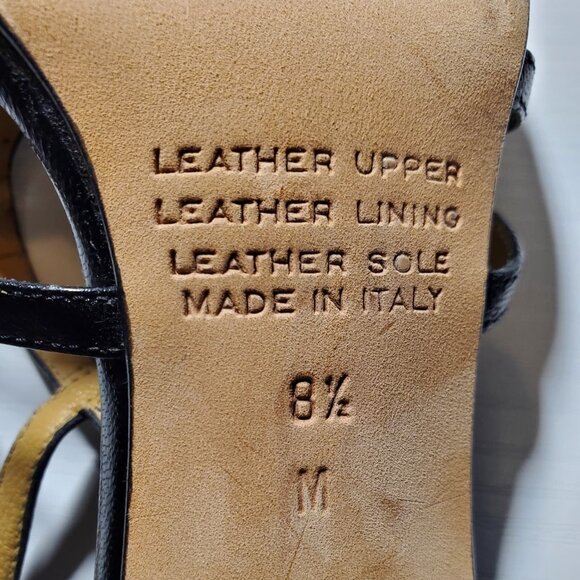 LEATHER UPPER
LEATHER LINING
LEATHER SOLE
MADE IN ITALY
8½
M